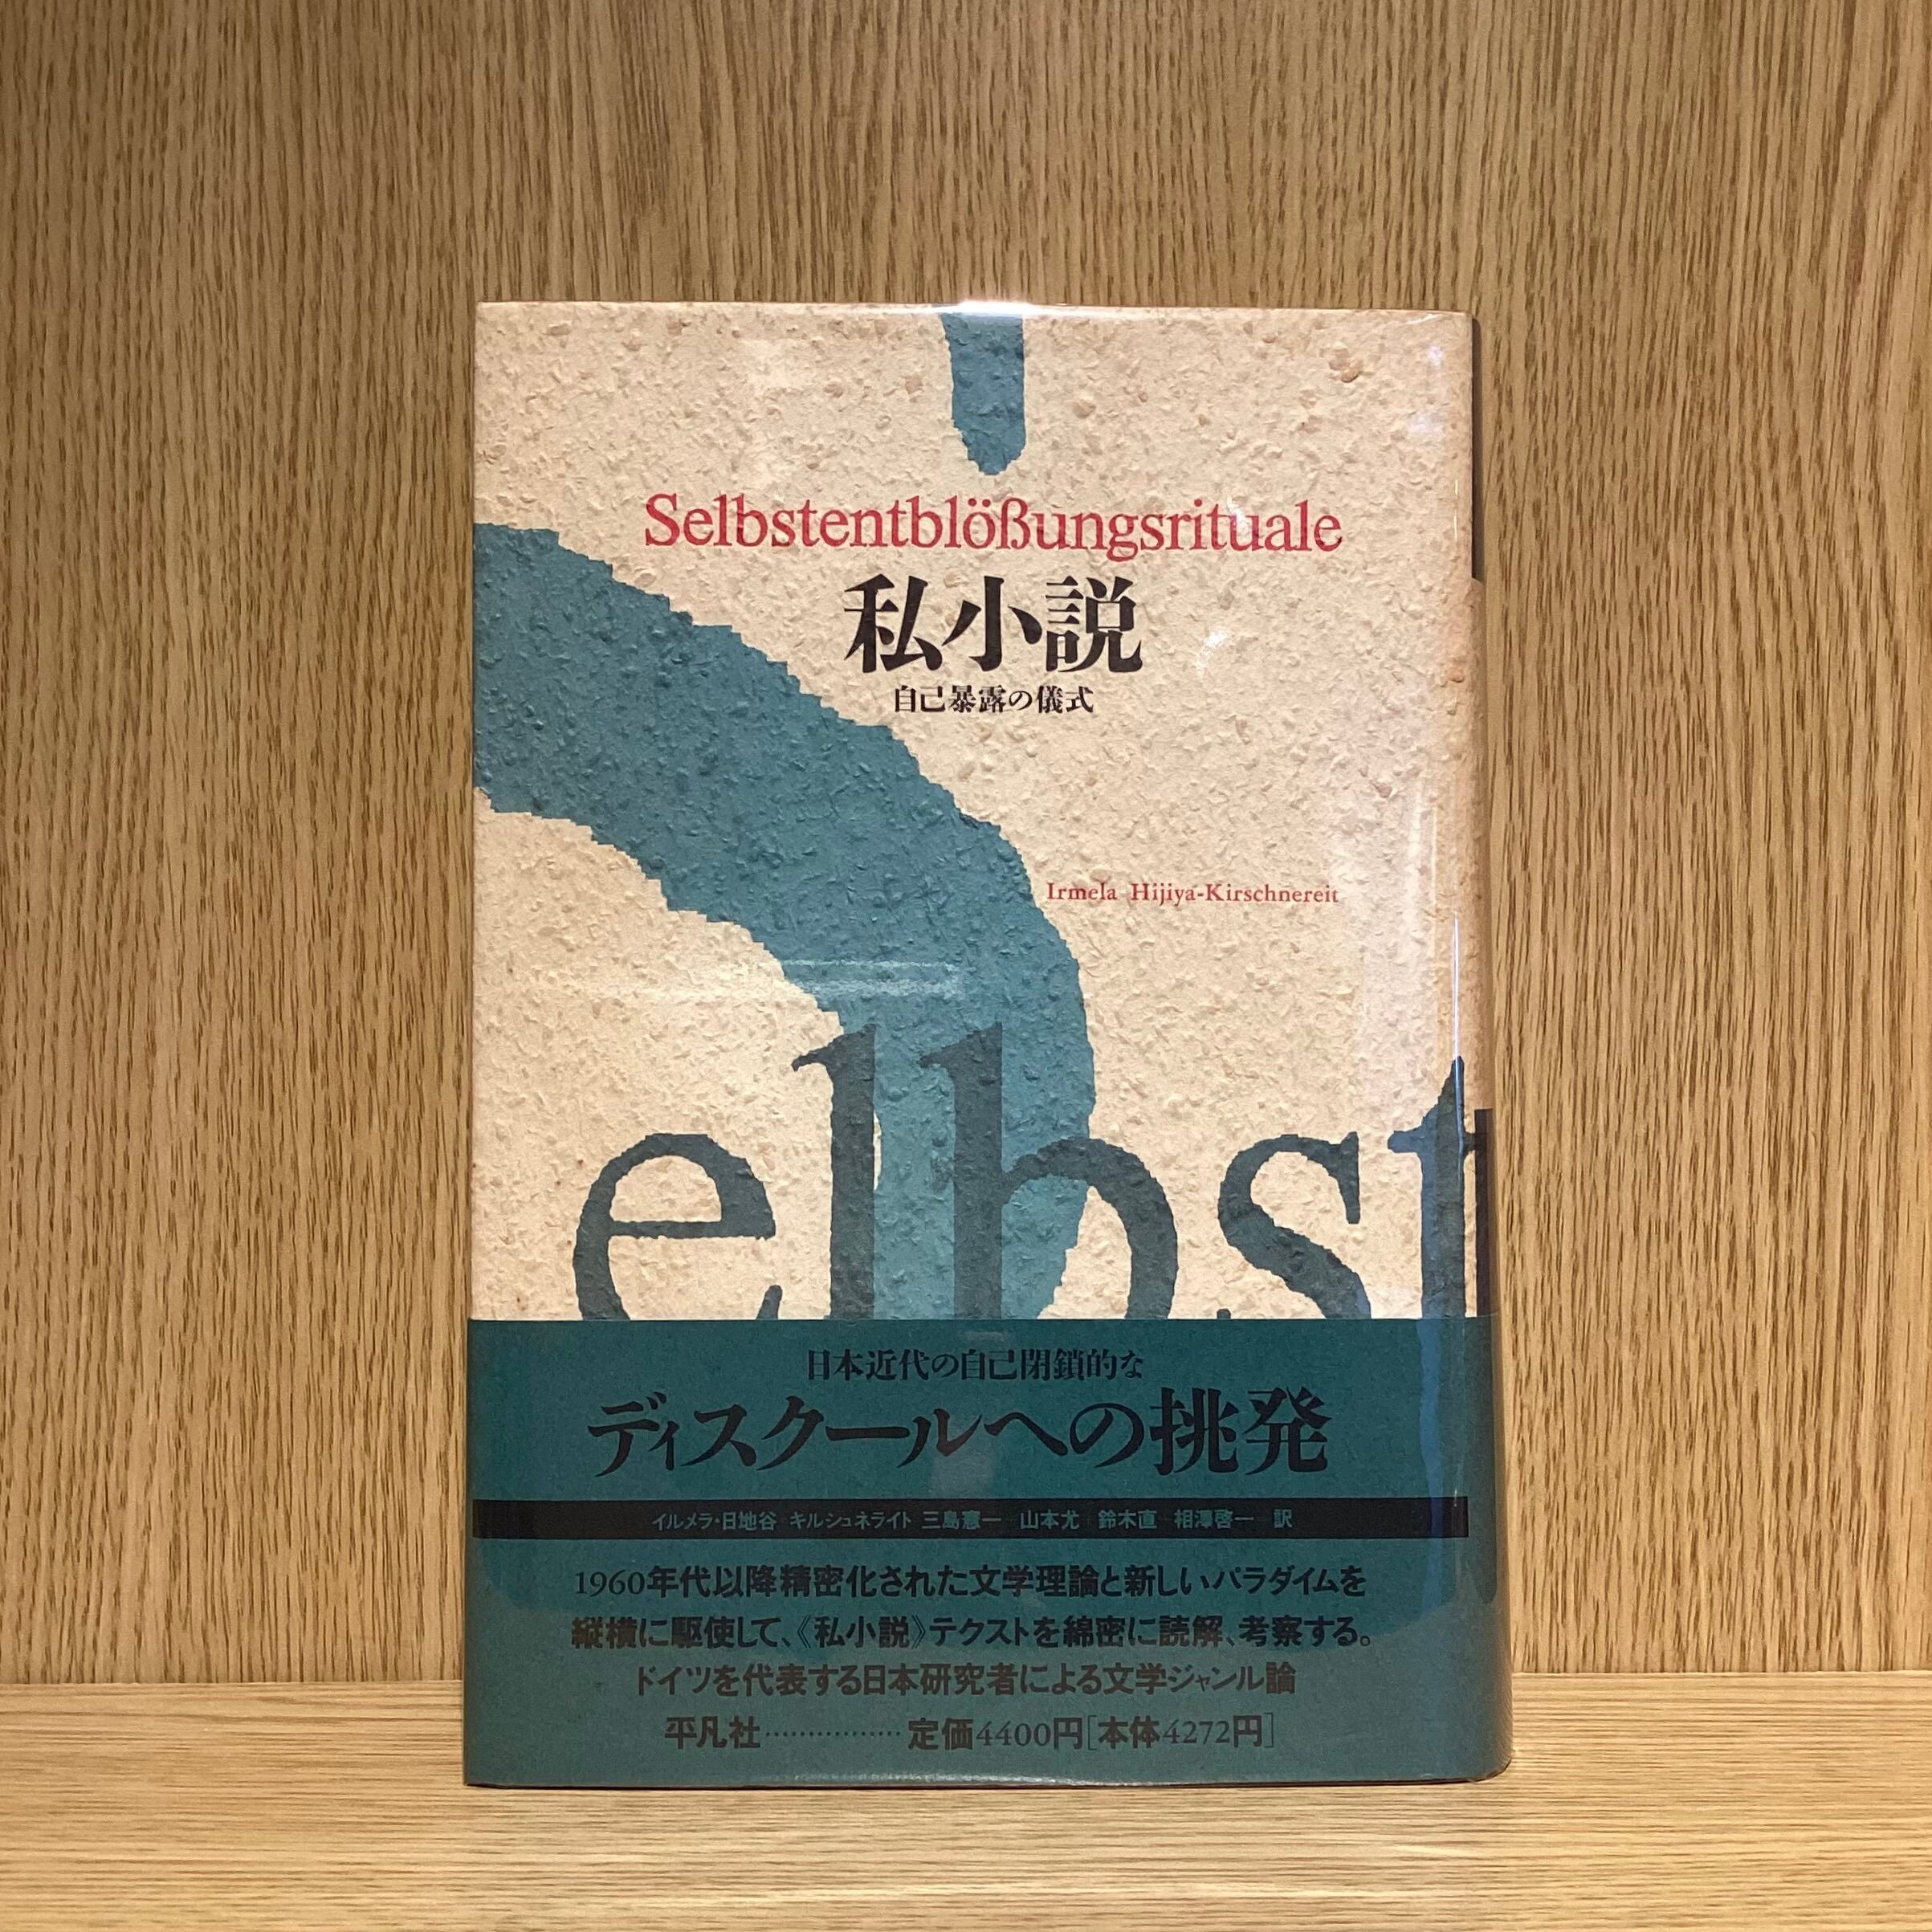 Selbstentblößungsrituale
私小説
自己暴露の儀式
Irmela Hijiya-Kirschnereit
elbst
日本近代の自己閉鎖的な
ディスクールへの挑発
イルメラ・日地谷 キルシュネライト 三島憲一 山本尤 鈴木直 相澤啓一 訳
1960年代以降精密化された文学理論と新しいパラダイムを
縦横に駆使して、《私小説》テクストを綿密に読解、考察する。
ドイツを代表する日本研究者による文学ジャンル論
平凡社………………定価4400円[本体4272円]